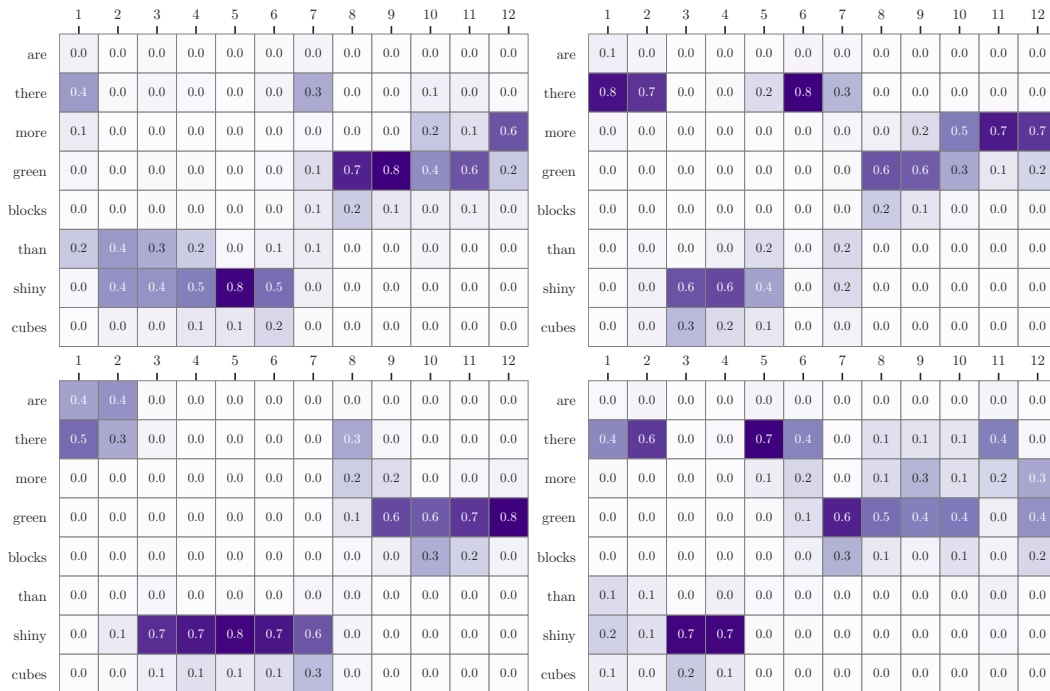 1 2 3 4 5 6 7 8 9 10 11 12
are 0.0 0.0 0.0 0.0 0.0 0.0 0.0 0.0 0.0 0.0 0.0 0.0
there 0.4 0.0 0.0 0.0 0.0 0.0 0.3 0.0 0.0 0.1 0.0 0.0
more 0.1 0.0 0.0 0.0 0.0 0.0 0.0 0.0 0.0 0.2 0.1 0.6
green 0.0 0.0 0.0 0.0 0.0 0.0 0.1 0.7 0.8 0.4 0.6 0.2
blocks 0.0 0.0 0.0 0.0 0.0 0.0 0.1 0.2 0.1 0.0 0.1 0.0
than 0.2 0.4 0.3 0.2 0.0 0.1 0.1 0.0 0.0 0.0 0.0 0.0
shiny 0.0 0.4 0.4 0.5 0.8 0.5 0.0 0.0 0.0 0.0 0.0 0.0
cubes 0.0 0.0 0.0 0.1 0.1 0.2 0.0 0.0 0.0 0.0 0.0 0.0
1 2 3 4 5 6 7 8 9 10 11 12
are 0.1 0.0 0.0 0.0 0.0 0.0 0.0 0.0 0.0 0.0 0.0 0.0
there 0.8 0.7 0.0 0.0 0.2 0.8 0.3 0.0 0.0 0.0 0.0 0.0
more 0.0 0.0 0.0 0.0 0.0 0.0 0.0 0.0 0.2 0.5 0.7 0.7
green 0.0 0.0 0.0 0.0 0.0 0.0 0.0 0.6 0.6 0.3 0.1 0.2
blocks 0.0 0.0 0.0 0.0 0.0 0.0 0.0 0.2 0.1 0.0 0.0 0.0
than 0.0 0.0 0.0 0.0 0.2 0.0 0.2 0.0 0.0 0.0 0.0 0.0
shiny 0.0 0.0 0.6 0.6 0.4 0.0 0.2 0.0 0.0 0.0 0.0 0.0
cubes 0.0 0.0 0.3 0.2 0.1 0.0 0.0 0.0 0.0 0.0 0.0 0.0
1 2 3 4 5 6 7 8 9 10 11 12
are 0.4 0.4 0.0 0.0 0.0 0.0 0.0 0.0 0.0 0.0 0.0 0.0
there 0.5 0.3 0.0 0.0 0.0 0.0 0.0 0.3 0.0 0.0 0.0 0.0
more 0.0 0.0 0.0 0.0 0.0 0.0 0.0 0.2 0.2 0.0 0.0 0.0
green 0.0 0.0 0.0 0.0 0.0 0.0 0.0 0.1 0.6 0.6 0.7 0.8
blocks 0.0 0.0 0.0 0.0 0.0 0.0 0.0 0.0 0.0 0.3 0.2 0.0
than 0.0 0.0 0.0 0.0 0.0 0.0 0.0 0.0 0.0 0.0 0.0 0.0
shiny 0.0 0.1 0.7 0.7 0.8 0.7 0.6 0.0 0.0 0.0 0.0 0.0
cubes 0.0 0.0 0.1 0.1 0.1 0.1 0.3 0.0 0.0 0.0 0.0 0.0
1 2 3 4 5 6 7 8 9 10 11 12
are 0.0 0.0 0.0 0.0 0.0 0.0 0.0 0.0 0.0 0.0 0.0 0.0
there 0.4 0.6 0.0 0.0 0.7 0.4 0.0 0.1 0.1 0.1 0.4 0.0
more 0.0 0.0 0.0 0.0 0.1 0.2 0.0 0.1 0.3 0.1 0.2 0.3
green 0.0 0.0 0.0 0.0 0.0 0.1 0.6 0.5 0.4 0.4 0.0 0.4
blocks 0.0 0.0 0.0 0.0 0.0 0.0 0.3 0.1 0.0 0.1 0.0 0.2
than 0.1 0.1 0.0 0.0 0.0 0.0 0.0 0.0 0.0 0.0 0.0 0.0
shiny 0.2 0.1 0.7 0.7 0.0 0.0 0.0 0.0 0.0 0.0 0.0 0.0
cubes 0.1 0.0 0.2 0.1 0.0 0.0 0.0 0.0 0.0 0.0 0.0 0.0